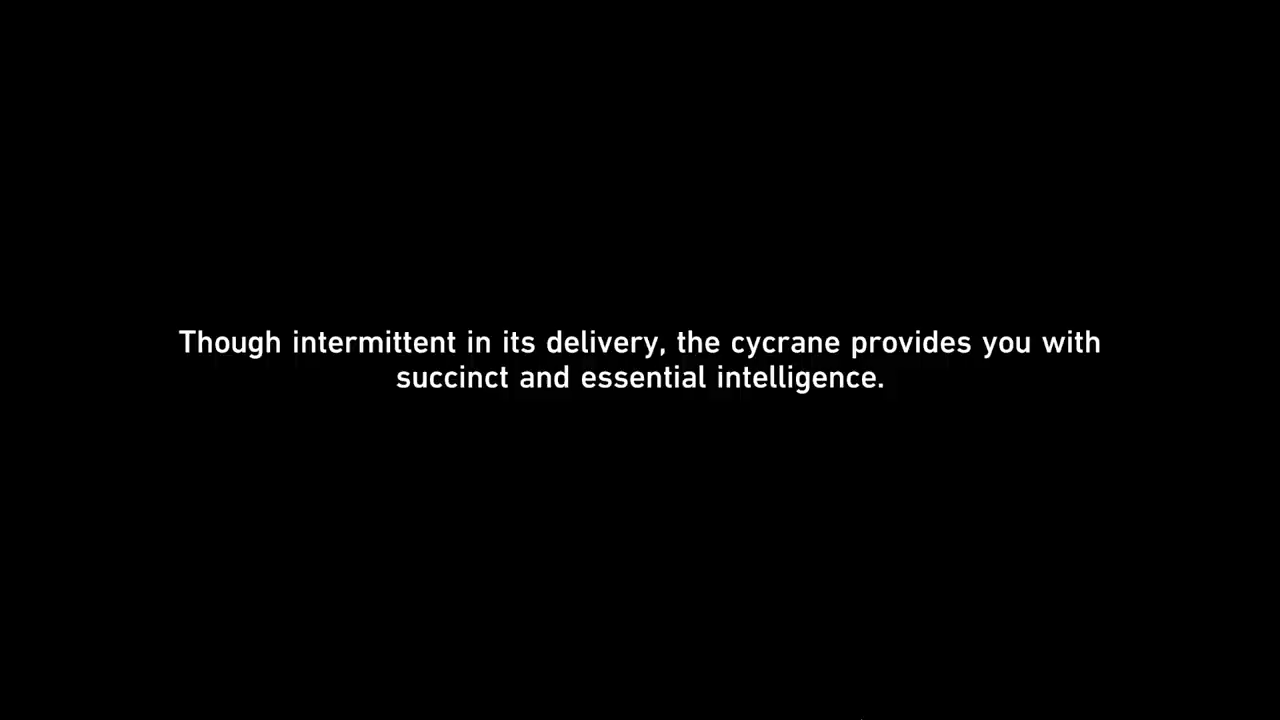 Though intermittent in its delivery, the cycrane provides you with
succinct and essential intelligence.